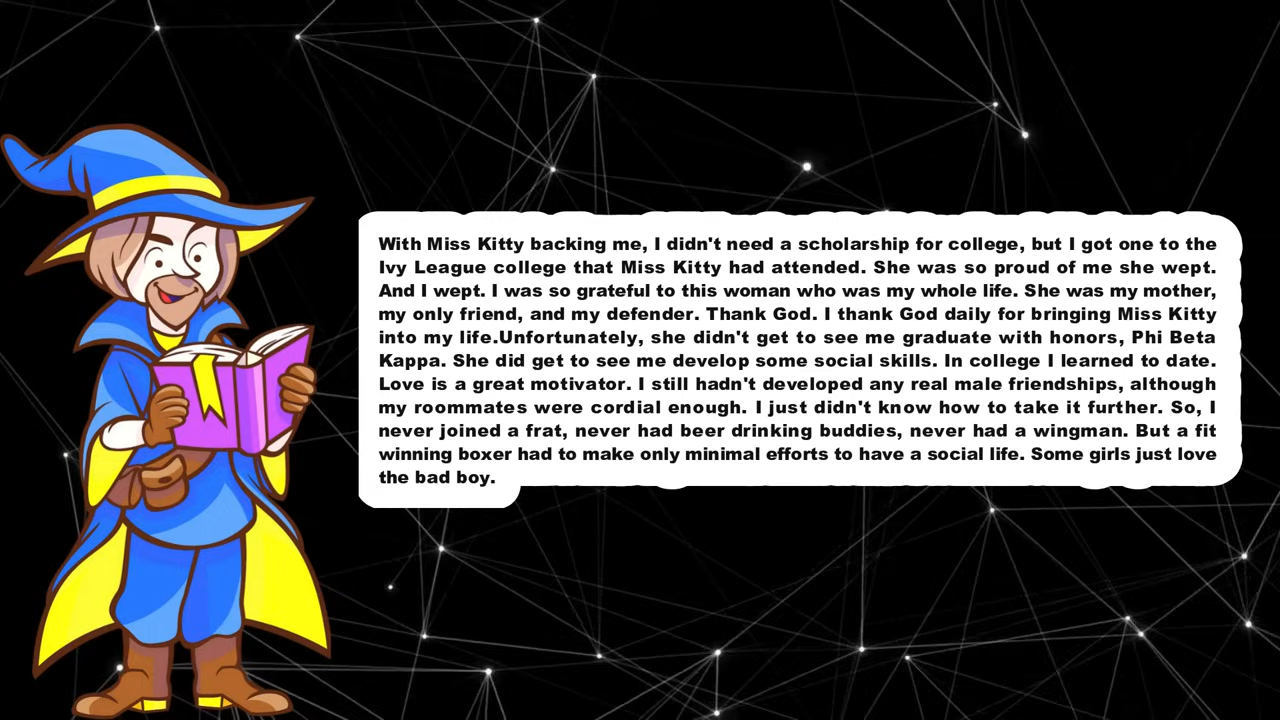 With Miss Kitty backing me, I didn't need a scholarship for college, but I got one to the
Ivy League college that Miss Kitty had attended. She was so proud of me she wept.
And I wept. I was so grateful to this woman who was my whole life. She was my mother,
my only friend, and my defender. Thank God. I thank God daily for bringing Miss Kitty
into my life.Unfortunately, she didn't get to see me graduate with honors, Phi Beta
Kappa. She did get to see me develop some social skills. In college I learned to date.
Love is a great motivator. I still hadn't developed any real male friendships, although
my roommates were cordial enough. I just didn't know how to take it further. So, I
never joined a frat, never had beer drinking buddies, never had a wingman. But a fit
winning boxer had to make only minimal efforts to have a social life. Some girls just love
the bad boy.